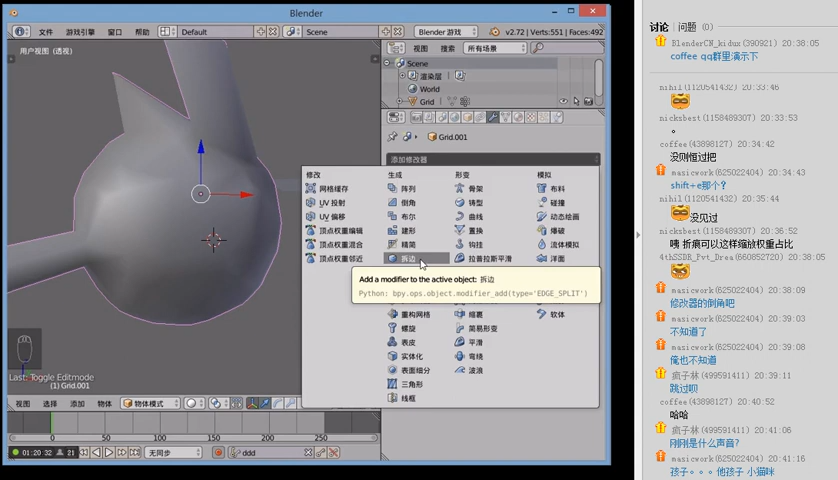 Blender
文件
游戏引擎
窗口
帮助
Default
Scene
Blender游戏
v2.72 | Verts:551 | Faces:492
用户视图 (透视)
视图
搜索
所有场景
Scene
渲染层
World
Grid
Grid.001
添加修改器
修改
生成
形变
模拟
网格缓存
阵列
骨架
布料
UV 投射
倒角
铸型
碰撞
UV 偏移
布尔
曲线
动态绘画
顶点权重编辑
建形
置换
爆破
顶点权重混合
精简
钩挂
流体模拟
顶点权重邻近
拆边
拉普拉斯平滑
洋面
Add a modifier to the active object: 拆边
Python: bpy.ops.object.modifier_add(type='EDGE_SPLIT')
重构网格
缩裹
软体
螺旋
简易形变
表皮
平滑
实体化
弯绕
表面细分
波浪
三角形
线框
Last: Toggle Editmode
(1) Grid.001
视图
选择
添加
物体
物体模式
0
50
100
150
200
250
01:20 32
21
无同步
ddd
讨论
问题 (0)
BlenderCN_kidux(390921) 20:38:05
coffee qq群里演示下
nihil(1120541432) 20:33:46
nicksbest(1158489307) 20:33:53
。
coffee(43898127) 20:34:42
没则恒过把
masicwork(625022404) 20:34:43
shift+e那个？
nihil(1120541432) 20:35:44
没见过
nicksbest(1158489307) 20:36:52
咦 折痕可以这样缩放权重占比
4thSSBR_Pvt_Drea(660852705) 20:38:05
masicwork(625022404) 20:38:09
修改器的倒角吧
masicwork(625022404) 20:39:03
不知道了
masicwork(625022404) 20:39:08
俺也不知道
疯子林(499591411) 20:39:11
跳过呗
coffee(43898127) 20:40:52
哈哈
疯子林(499591411) 20:41:06
刚刚是什么声音?
masicwork(625022404) 20:41:16
孩子。。。他孩子 小猫咪